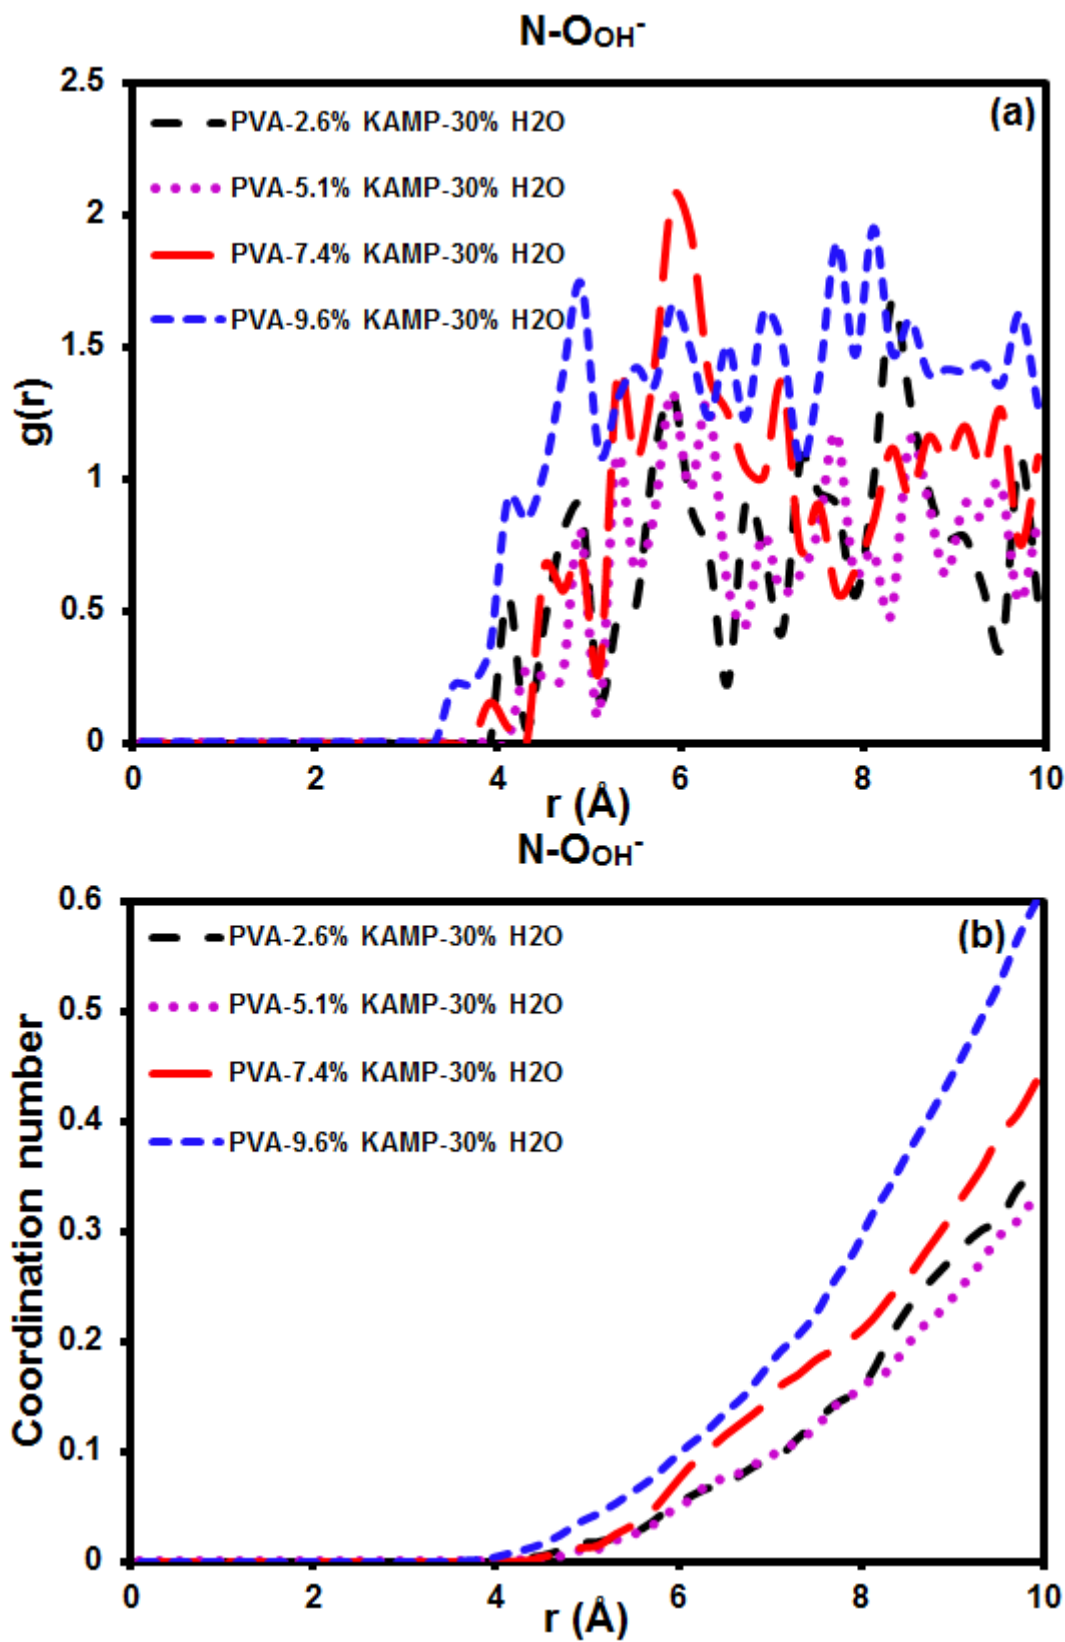 N-OOH-
2.5
(a)
PVA-2.6% KAMP-30% H2O
PVA-5.1% KAMP-30% H2O
2
PVA-7.4% KAMP-30% H2O
PVA-9.6% KAMP-30% H2O
1.5
g(r)
1
0.5
0
0 2 4 6 8 10
r (Å)
N-OOH-
0.6
(b)
PVA-2.6% KAMP-30% H2O
PVA-5.1% KAMP-30% H2O
0.5
PVA-7.4% KAMP-30% H2O
0.4
PVA-9.6% KAMP-30% H2O
Coordination number
0.3
0.2
0.1
0
0 2 4 6 8 10
r (Å)